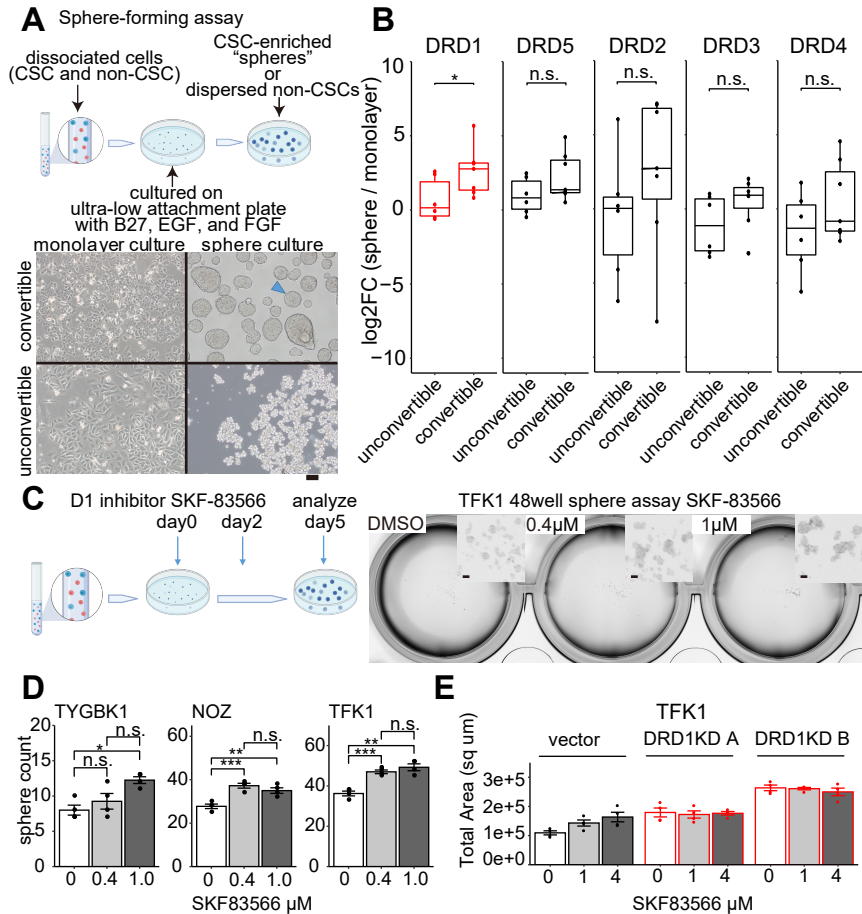 A
Sphere-forming assay
dissociated cells
(CSC and non-CSC)
CSC-enriched
"spheres"
or
dispersed non-CSCs
cultured on
ultra-low attachment plate
with B27, EGF, and FGF
monolayer culture
sphere culture
convertible
unconvertible
B
DRD1
DRD5
DRD2
DRD3
DRD4
log2FC (sphere / monolayer)
10
5
0
−5
−10
*
n.s.
n.s.
n.s.
n.s.
unconvertible
convertible
unconvertible
convertible
unconvertible
convertible
unconvertible
convertible
unconvertible
convertible
C
D1 inhibitor SKF-83566
day0
day2
analyze
day5
TFK1 48well sphere assay SKF-83566
DMSO
0.4µM
1µM
D
TYGBK1
NOZ
TFK1
sphere count
20
15
10
5
0
n.s.
*
n.s.
60
40
20
0
n.s.
**
***
60
40
20
0
n.s.
**
***
0 0.4 1.0
0 0.4 1.0
0 0.4 1.0
SKF83566 µM
E
TFK1
vector
DRD1KD A
DRD1KD B
Total Area (sq um)
3e+5
2e+5
1e+5
0e+0
0 1 4
0 1 4
0 1 4
SKF83566 µM